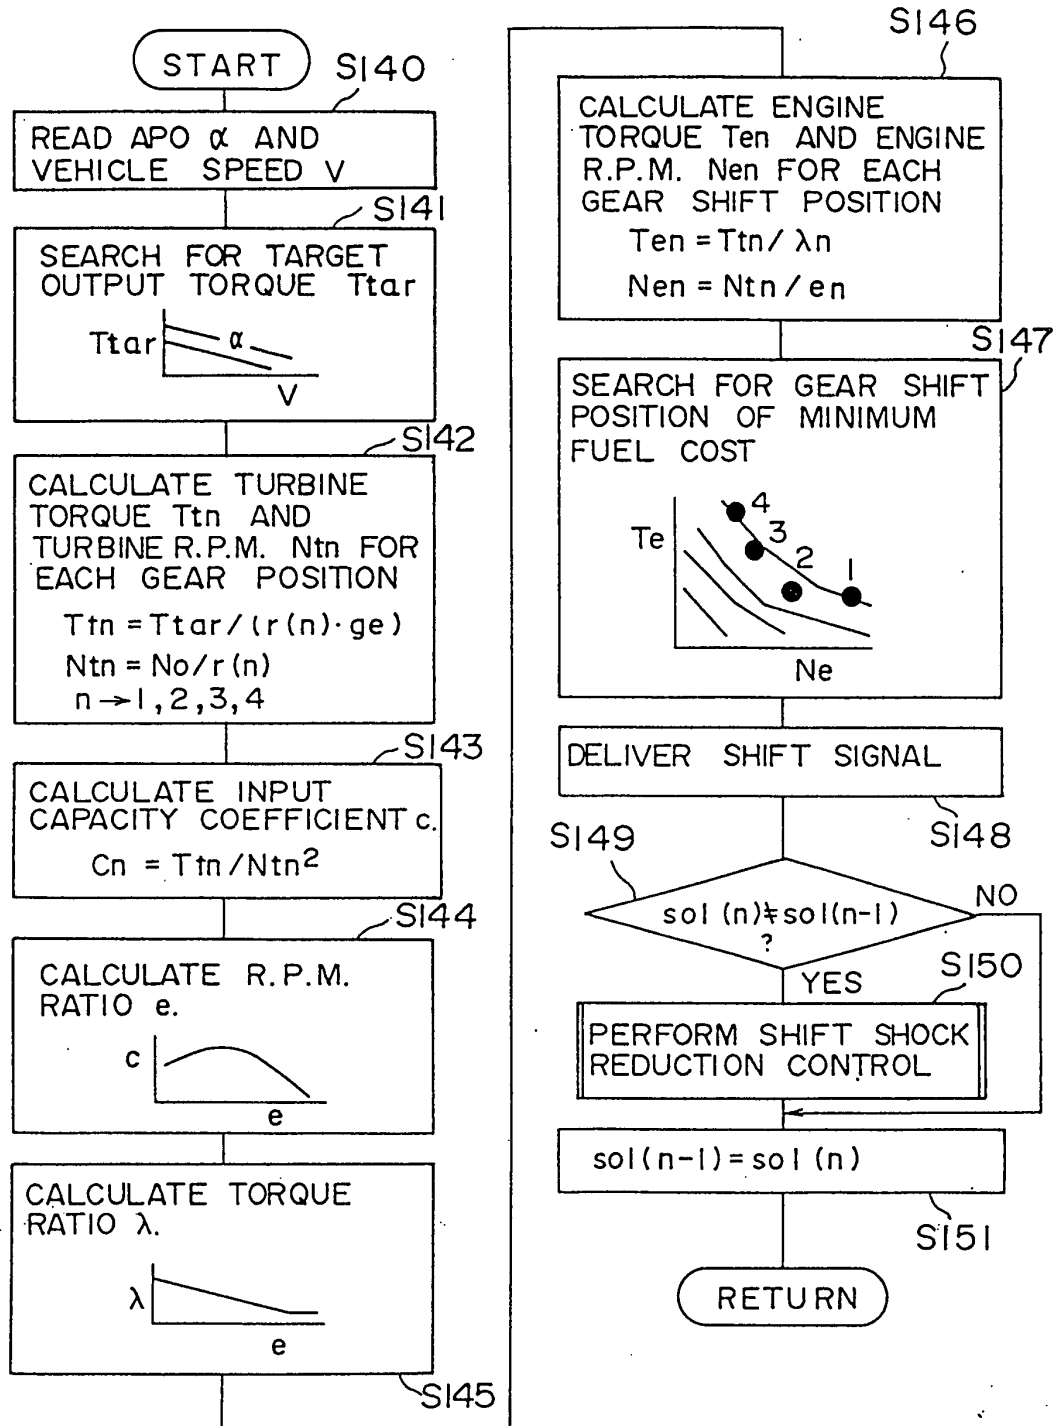 START
S140
READ APO α AND
VEHICLE SPEED V
S141
SEARCH FOR TARGET
OUTPUT TORQUE Ttar
Ttar
α
V
S142
CALCULATE TURBINE
TORQUE Ttn AND
TURBINE R.P.M. Ntn FOR
EACH GEAR POSITION
Ttn = Ttar/(r(n)·ge)
Ntn = No/r(n)
n→1,2,3,4
S143
CALCULATE INPUT
CAPACITY COEFFICIENT c.
Cn = Ttn/Ntn²
S144
CALCULATE R.P.M.
RATIO e.
c
e
CALCULATE TORQUE
RATIO λ.
λ
e
S145
S146
CALCULATE ENGINE
TORQUE Ten AND ENGINE
R.P.M. Nen FOR EACH
GEAR SHIFT POSITION
Ten = Ttn/λn
Nen = Ntn/en
S147
SEARCH FOR GEAR SHIFT
POSITION OF MINIMUM
FUEL COST
Te
4
3
2
1
Ne
DELIVER SHIFT SIGNAL
S148
S149
sol(n)≠sol(n-1)
?
NO
YES
S150
PERFORM SHIFT SHOCK
REDUCTION CONTROL
sol(n-1)=sol(n)
S151
RETURN